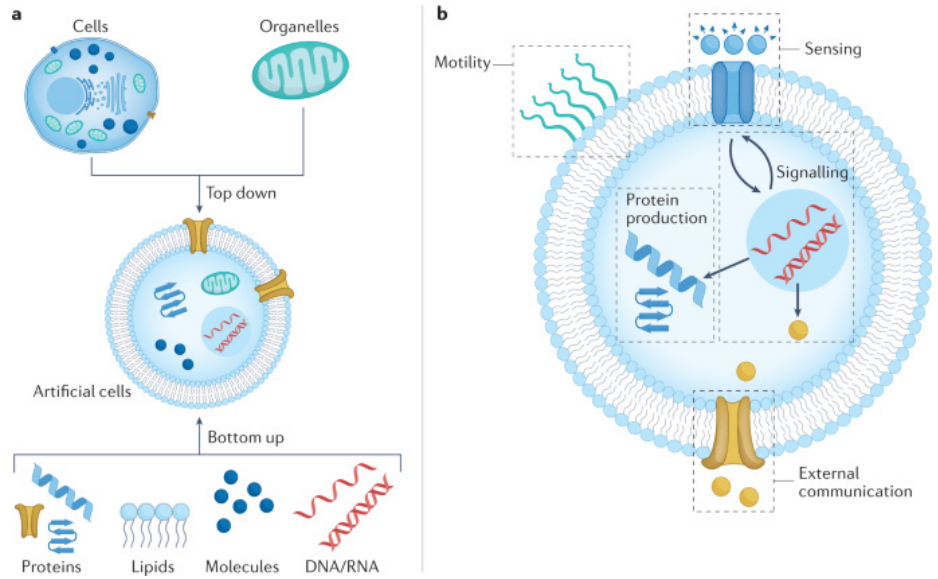 a
Cells
Organelles
Top down
Artificial cells
Bottom up
Proteins
Lipids
Molecules
DNA/RNA
b
Motility
Sensing
Signalling
Protein
production
External
communication